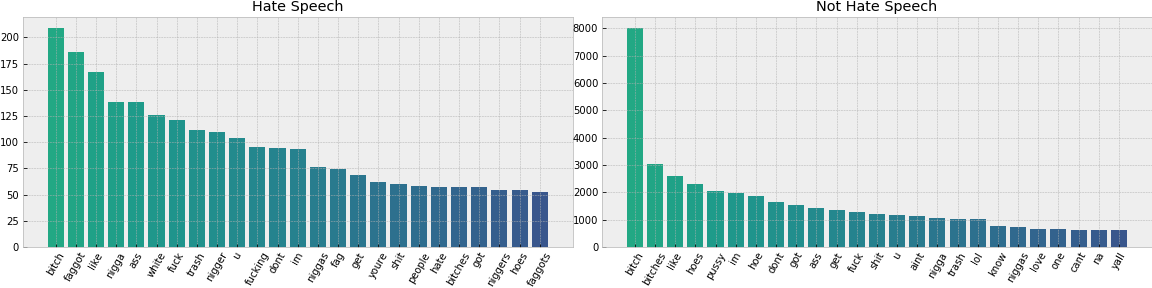 Hate Speech
200
175
150
125
100
75
50
25
0
bitch
faggot
like
nigga
ass
white
fuck
trash
nigger
u
fucking
dont
im
niggas
fag
get
youre
shit
people
hate
bitches
got
niggers
hoes
faggots
Not Hate Speech
8000
7000
6000
5000
4000
3000
2000
1000
0
bitch
bitches
like
hoes
pussy
im
hoe
dont
got
ass
get
fuck
shit
u
aint
nigga
trash
lol
know
niggas
love
one
cant
na
yall